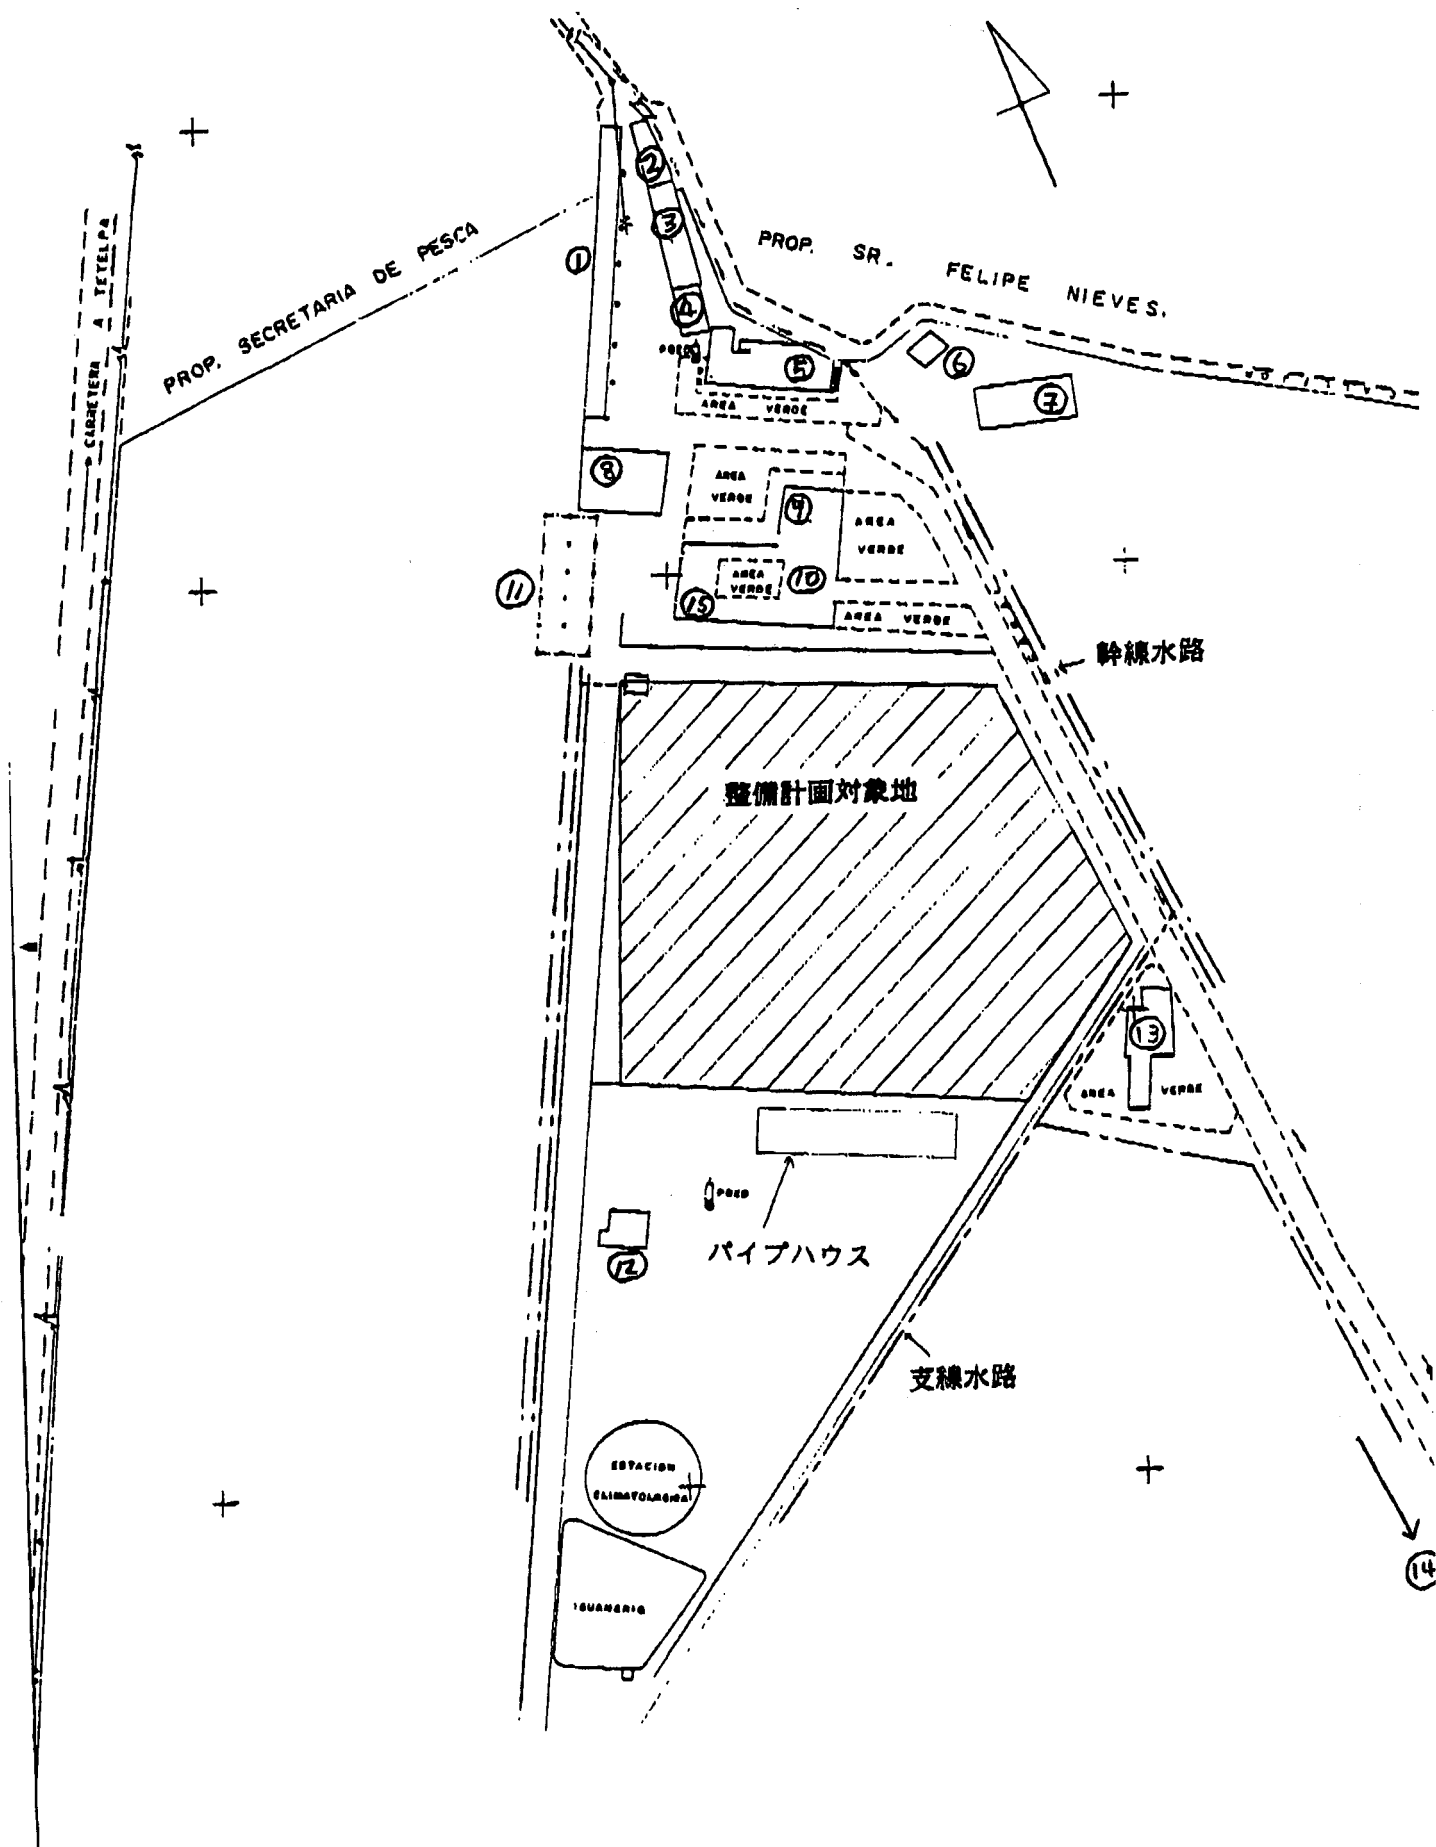 CARRETERA A TETELPA
PROP. SECRETARIA DE PESCA
PROP. SR. FELIPE NIEVES.
②
③
①
④
⑤
⑥
⑦
AREA VERDE
⑧
AREA
VERDE
⑨
AREA
VERDE
⑪
AREA
VERDE
⑩
⑮
AREA VERDE
幹線水路
整備計画対象地
⑬
AREA VERDE
POZO
パイプハウス
⑫
支線水路
ESTACION
CLIMATOLOGICA
⑭
IGUANARIO